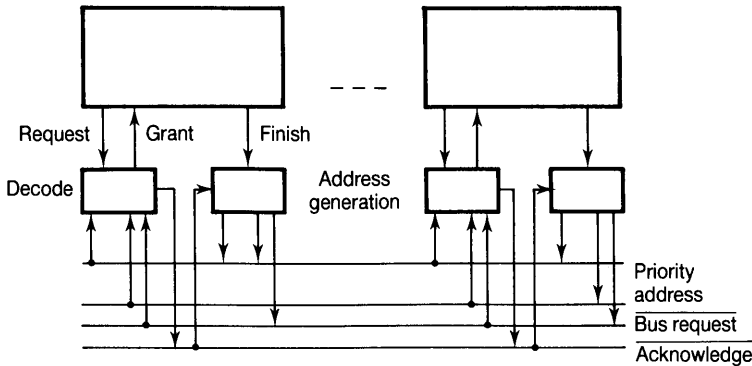 Request
Grant
Finish
Decode
Address
generation
Priority
address
Bus request
Acknowledge